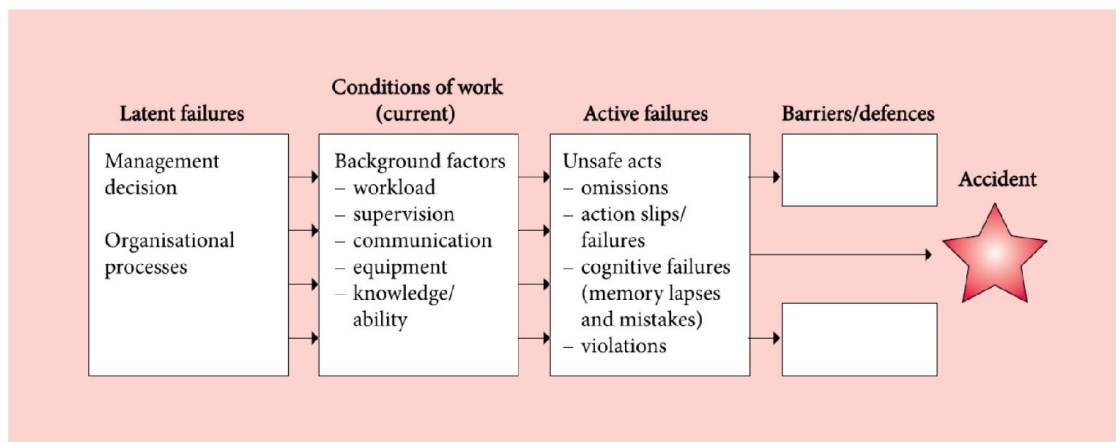 Latent failures
Management
decision
Organisational
processes
Conditions of work
(current)
Background factors
– workload
– supervision
– communication
– equipment
– knowledge/
ability
Active failures
Unsafe acts
– omissions
– action slips/
failures
– cognitive failures
(memory lapses
and mistakes)
– violations
Barriers/defences
Accident